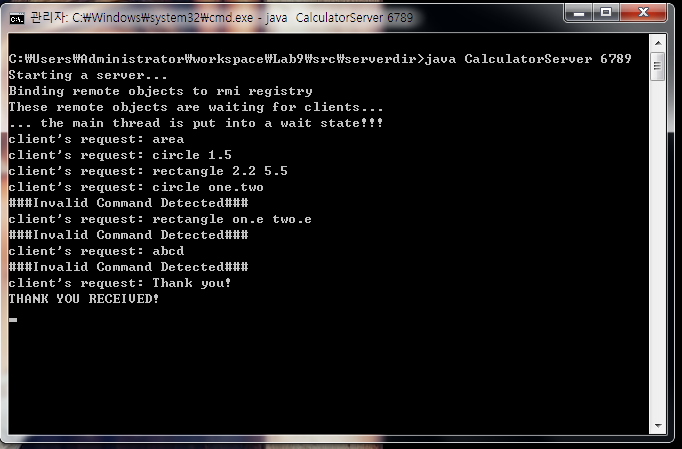 관리자: C:₩Windows₩system32₩cmd.exe - java  CalculatorServer 6789
C:₩Users₩Administrator₩workspace₩Lab9₩src₩serverdir>java CalculatorServer 6789
Starting a server...
Binding remote objects to rmi registry
These remote objects are waiting for clients...
... the main thread is put into a wait state!!!
client's request: area
client's request: circle 1.5
client's request: rectangle 2.2 5.5
client's request: circle one.two
###Invalid Command Detected###
client's request: rectangle on.e two.e
###Invalid Command Detected###
client's request: abcd
###Invalid Command Detected###
client's request: Thank you!
THANK YOU RECEIVED!